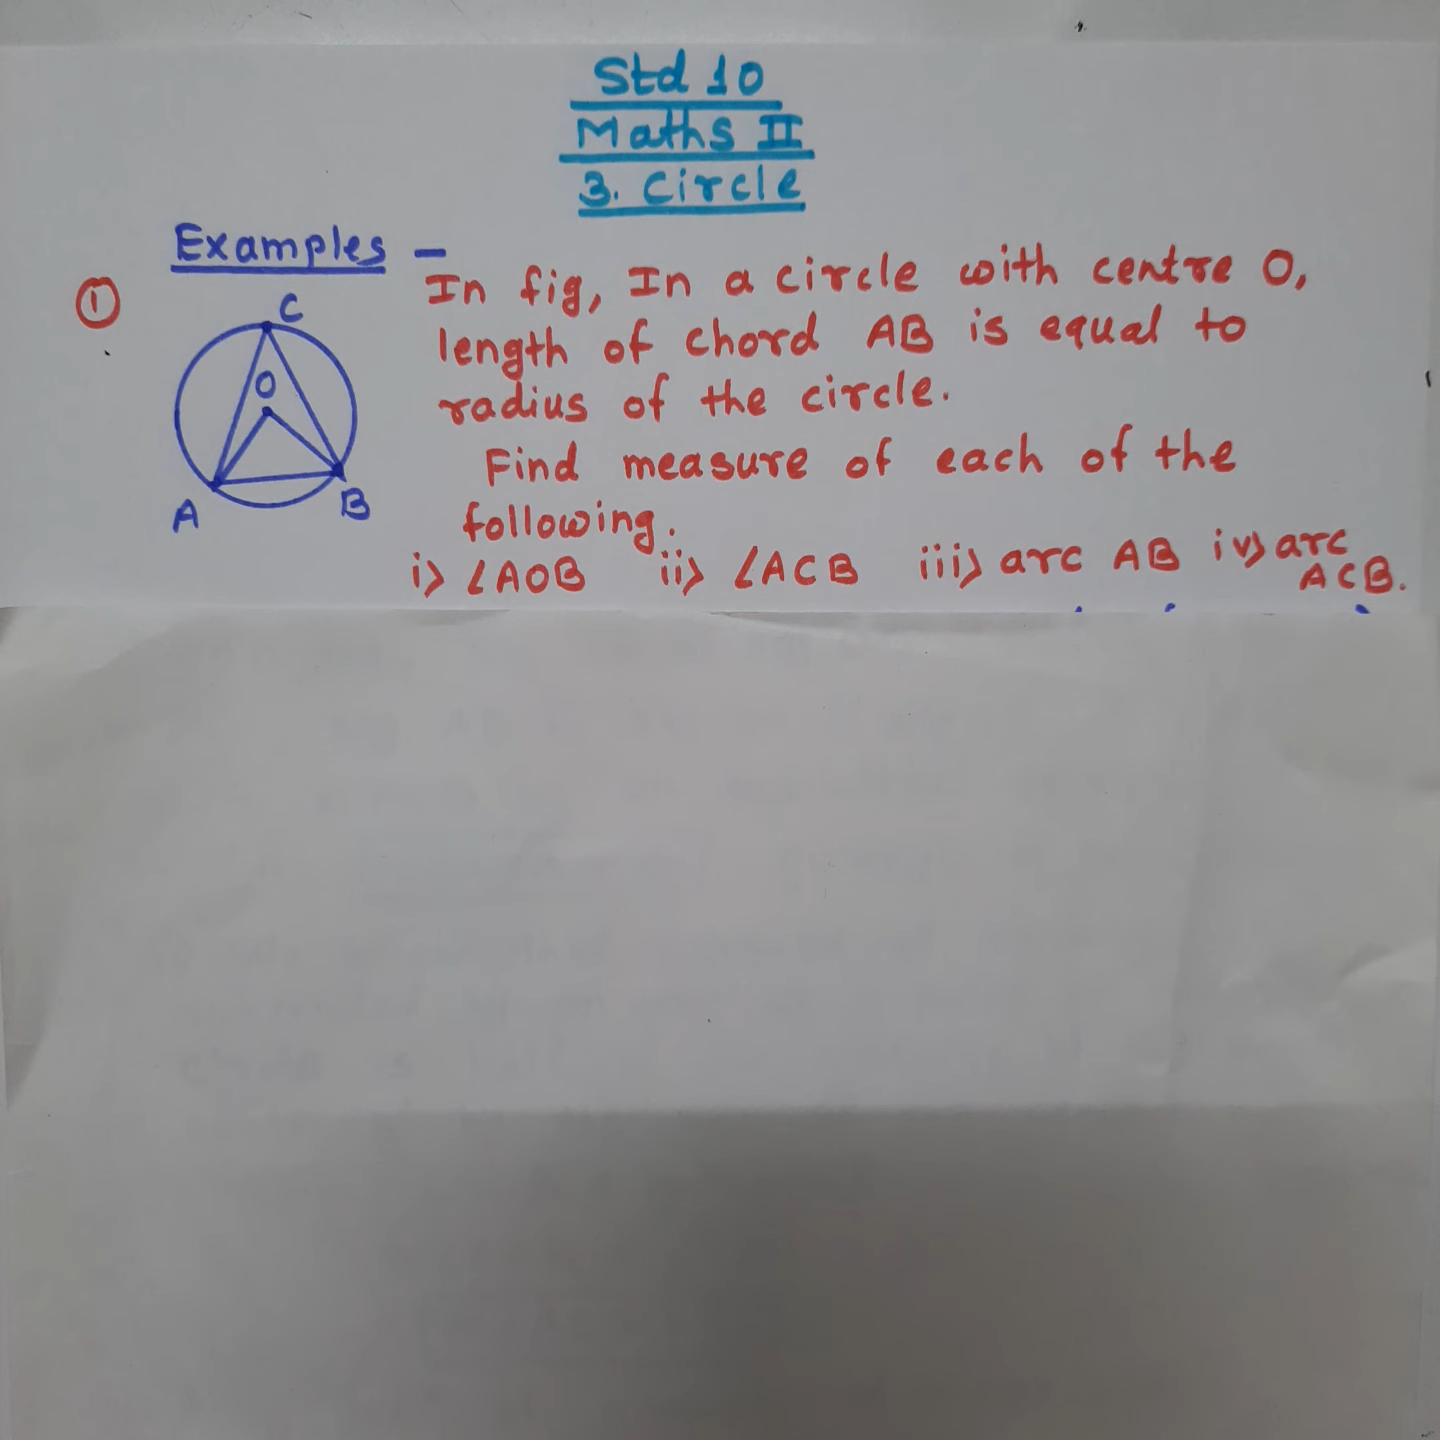 Std 10
Maths II
3. Circle
Examples -
① In fig, In a circle with centre O,
length of chord AB is equal to
radius of the circle.
Find measure of each of the
following.
i) ∠AOB ii) ∠ACB iii) arc AB iv) arc
ACB.
C
O
A B